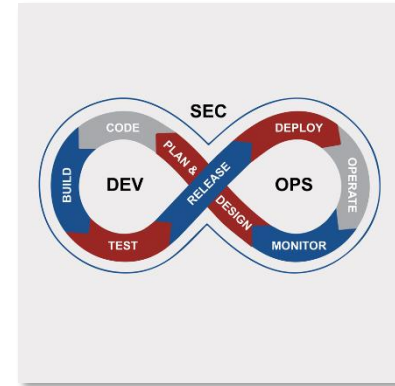 SEC
CODE
DEPLOY
PLAN &
DESIGN
RELEASE
BUILD
DEV
OPS
OPERATE
TEST
MONITOR